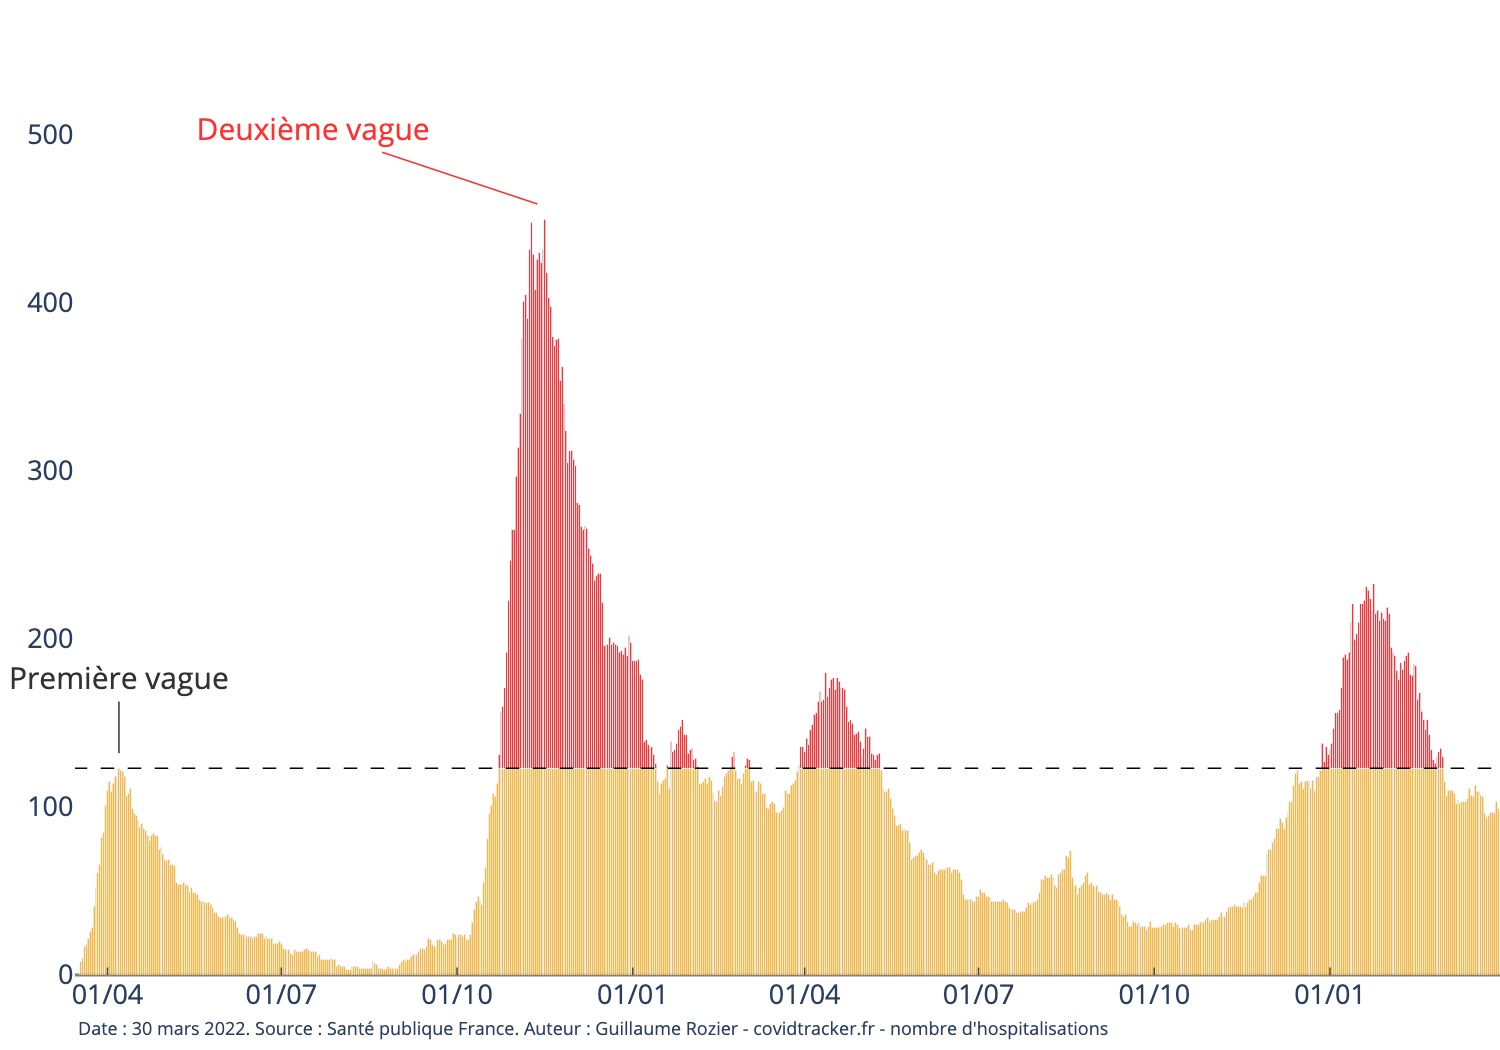 500
Deuxième vague
400
300
200
Première vague
100
0
01/04 01/07 01/10 01/01 01/04 01/07 01/10 01/01
Date : 30 mars 2022. Source : Santé publique France. Auteur : Guillaume Rozier - covidtracker.fr - nombre d'hospitalisations